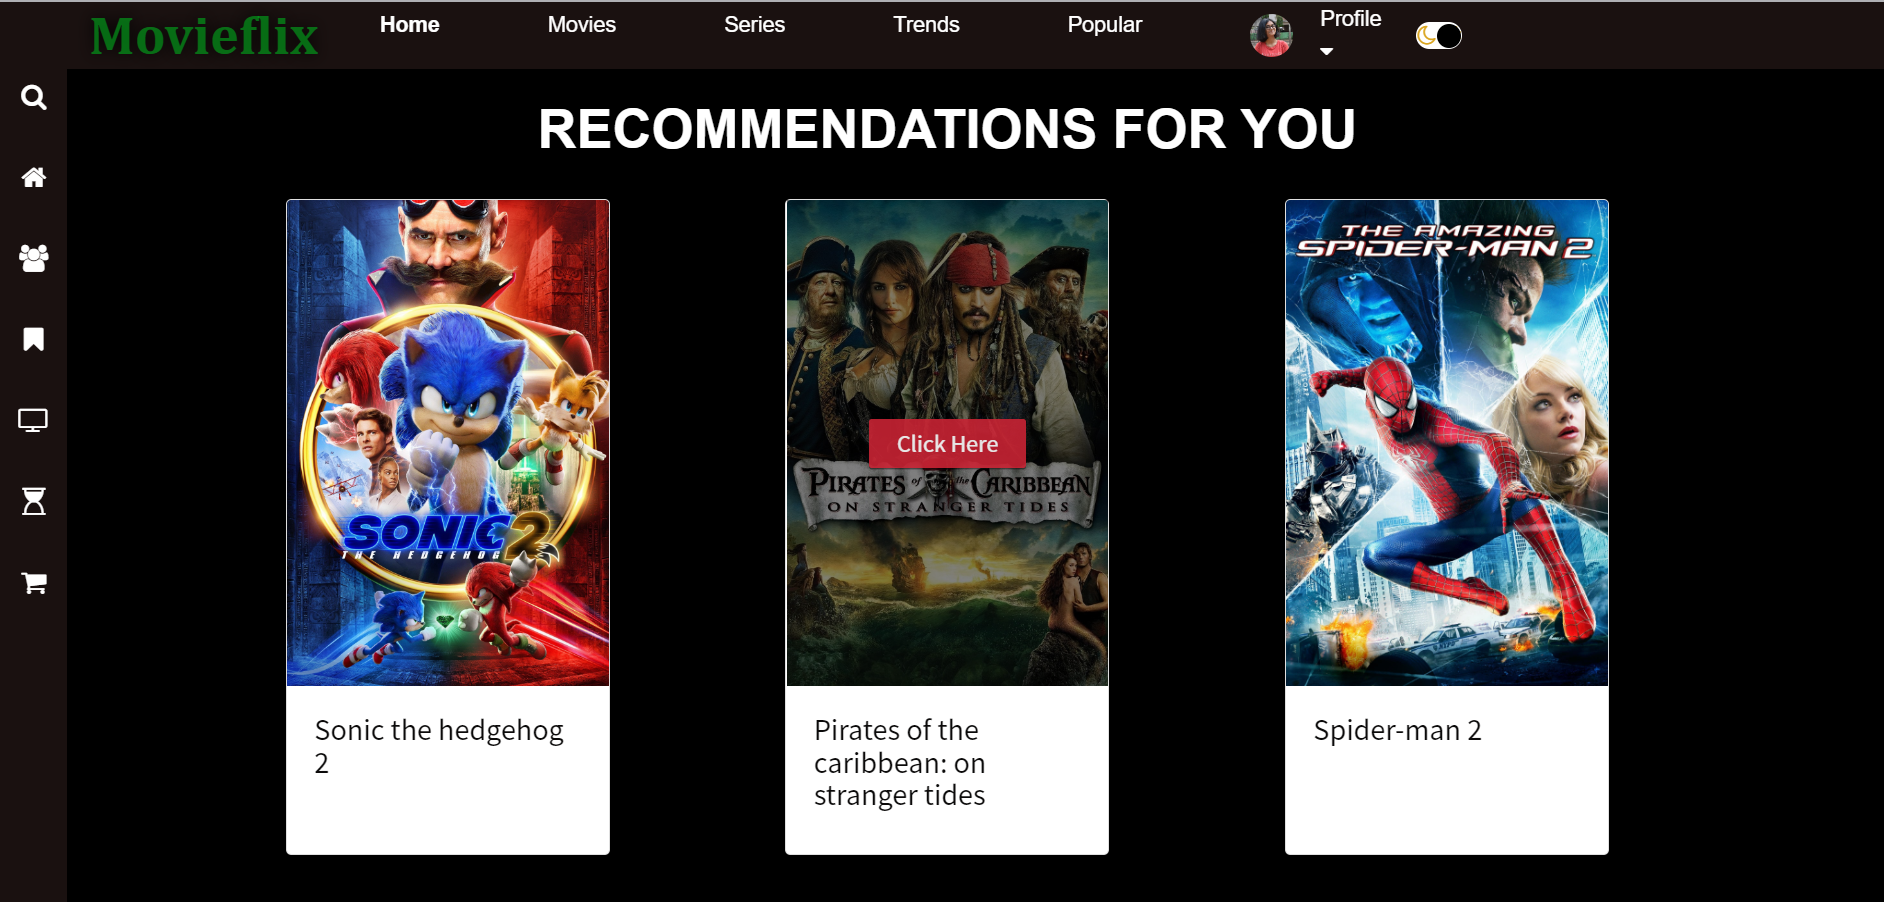 Movieflix
Home
Movies
Series
Trends
Popular
Profile
RECOMMENDATIONS FOR YOU
SONIC 2
THE HEDGEHOG
Click Here
PIRATES of the CARIBBEAN
ON STRANGER TIDES
THE AMAZING
SPIDER-MAN 2
Sonic the hedgehog
2
Pirates of the
caribbean: on
stranger tides
Spider-man 2